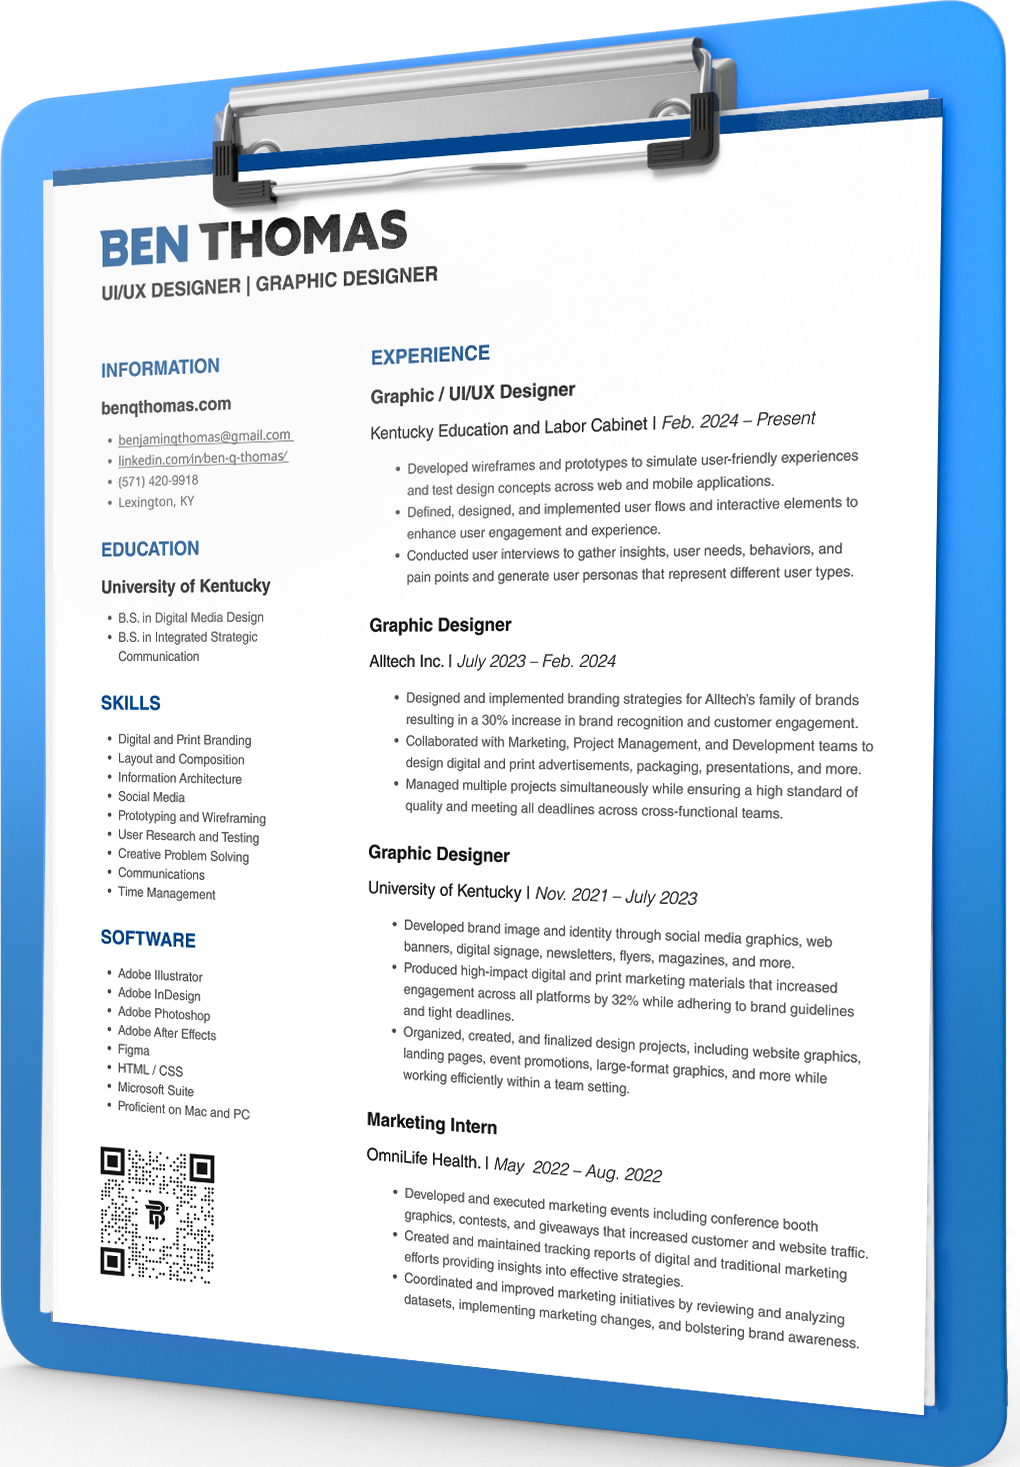 BEN THOMAS
UI/UX DESIGNER | GRAPHIC DESIGNER
INFORMATION
benqthomas.com
• benjaminqthomas@gmail.com
• linkedin.com/in/ben-q-thomas/
• (571) 420-9918
• Lexington, KY
EDUCATION
University of Kentucky
• B.S. in Digital Media Design
• B.S. in Integrated Strategic
Communication
SKILLS
• Digital and Print Branding
• Layout and Composition
• Information Architecture
• Social Media
• Prototyping and Wireframing
• User Research and Testing
• Creative Problem Solving
• Communications
• Time Management
SOFTWARE
• Adobe Illustrator
• Adobe InDesign
• Adobe Photoshop
• Adobe After Effects
• Figma
• HTML / CSS
• Microsoft Suite
• Proficient on Mac and PC
EXPERIENCE
Graphic / UI/UX Designer
Kentucky Education and Labor Cabinet | Feb. 2024 – Present
• Developed wireframes and prototypes to simulate user-friendly experiences
and test design concepts across web and mobile applications.
• Defined, designed, and implemented user flows and interactive elements to
enhance user engagement and experience.
• Conducted user interviews to gather insights, user needs, behaviors, and
pain points and generate user personas that represent different user types.
Graphic Designer
Alltech Inc. | July 2023 – Feb. 2024
• Designed and implemented branding strategies for Alltech's family of brands
resulting in a 30% increase in brand recognition and customer engagement.
• Collaborated with Marketing, Project Management, and Development teams to
design digital and print advertisements, packaging, presentations, and more.
• Managed multiple projects simultaneously while ensuring a high standard of
quality and meeting all deadlines across cross-functional teams.
Graphic Designer
University of Kentucky | Nov. 2021 – July 2023
• Developed brand image and identity through social media graphics, web
banners, digital signage, newsletters, flyers, magazines, and more.
• Produced high-impact digital and print marketing materials that increased
engagement across all platforms by 32% while adhering to brand guidelines
and tight deadlines.
• Organized, created, and finalized design projects, including website graphics,
landing pages, event promotions, large-format graphics, and more while
working efficiently within a team setting.
Marketing Intern
OmniLife Health. | May 2022 – Aug. 2022
• Developed and executed marketing events including conference booth
graphics, contests, and giveaways that increased customer and website traffic.
• Created and maintained tracking reports of digital and traditional marketing
efforts providing insights into effective strategies.
• Coordinated and improved marketing initiatives by reviewing and analyzing
datasets, implementing marketing changes, and bolstering brand awareness.